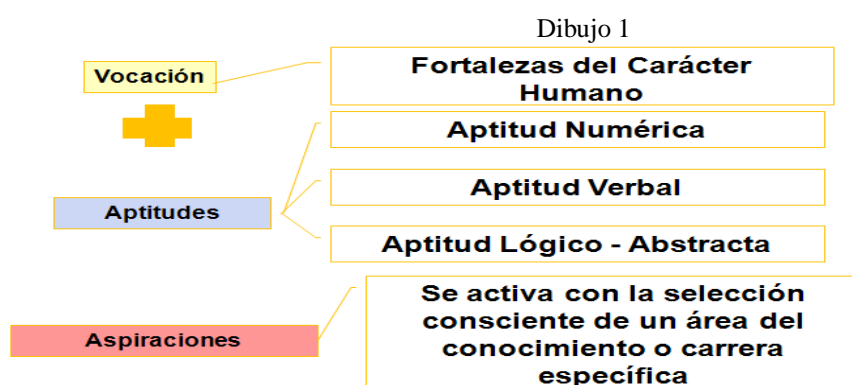 Dibujo 1
Vocación
Fortalezas del Carácter
Humano
Aptitud Numérica
Aptitudes
Aptitud Verbal
Aptitud Lógico - Abstracta
Aspiraciones
Se activa con la selección
consciente de un área del
conocimiento o carrera
específica